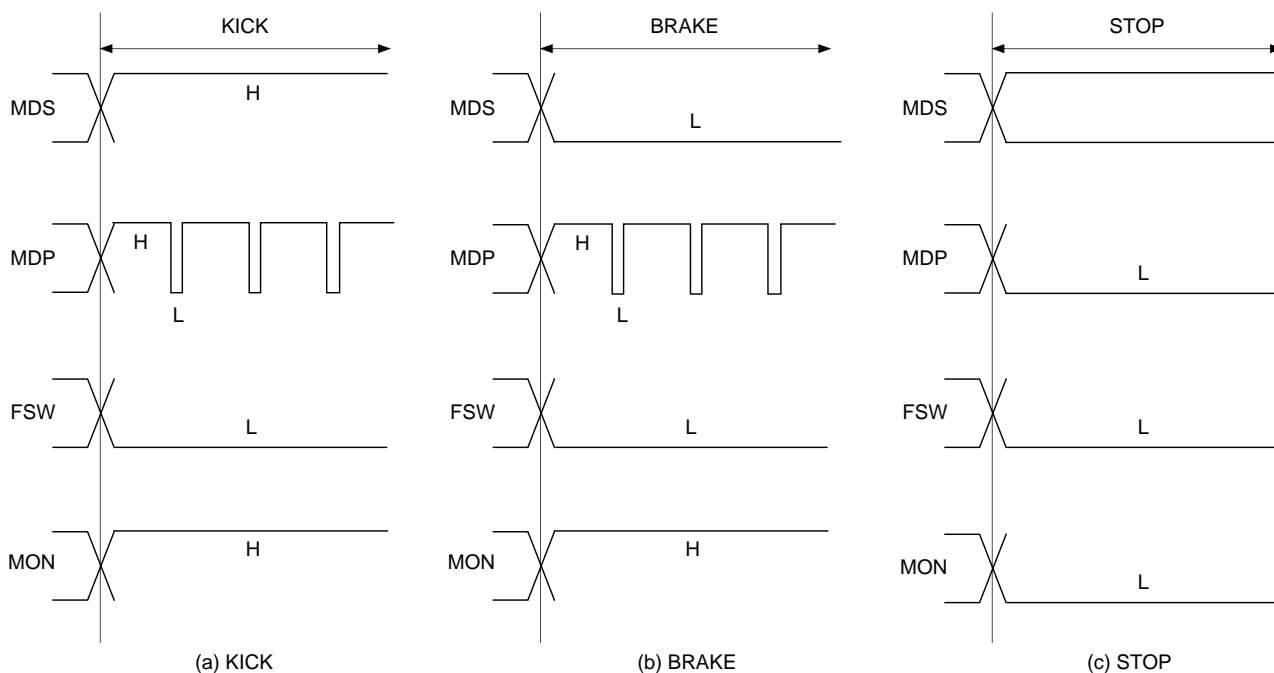 KICK
BRAKE
STOP
MDS
H
MDS
L
MDS
MDP
H
L
MDP
H
L
MDP
L
FSW
L
FSW
L
FSW
L
MON
H
MON
H
MON
L
(a) KICK
(b) BRAKE
(c) STOP